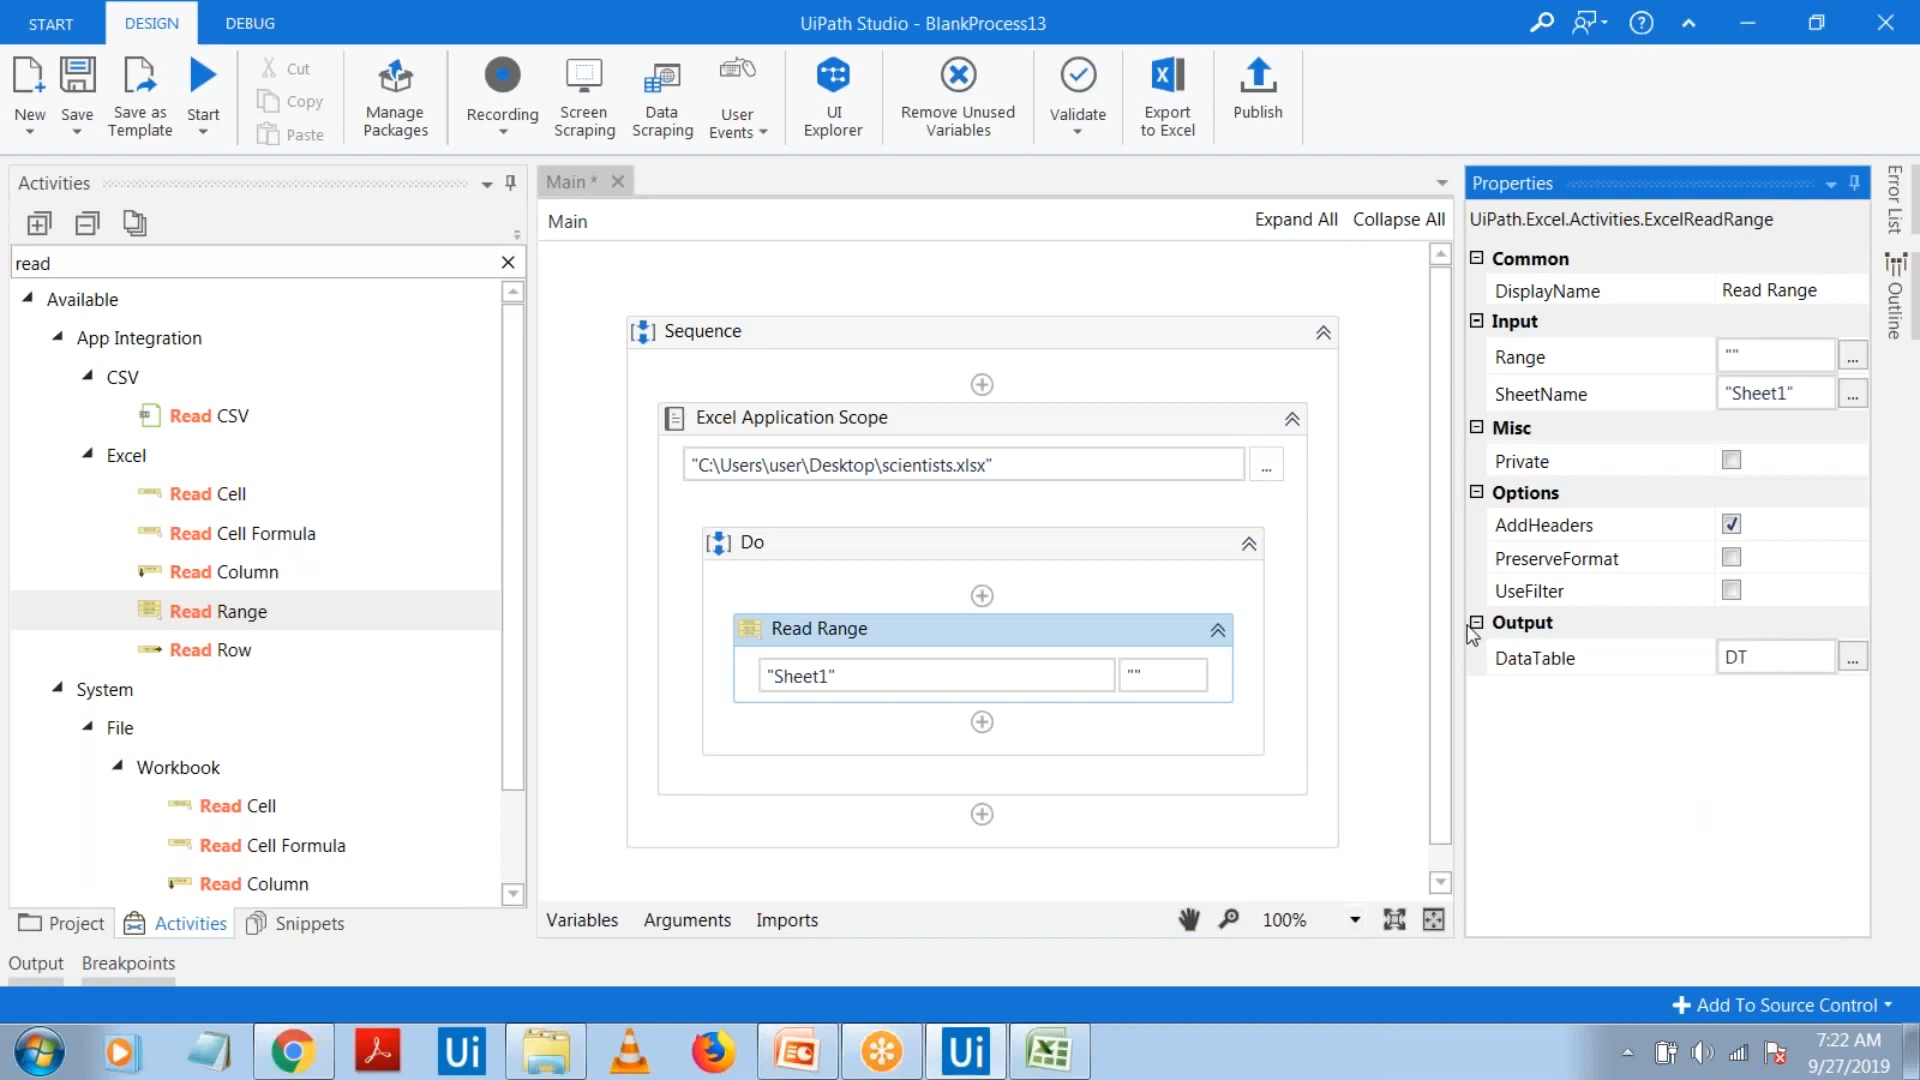 START
DESIGN
DEBUG
UiPath Studio - BlankProcess13
New
Save
Save as
Template
Start
Cut
Copy
Paste
Manage
Packages
Recording
Screen
Scraping
Data
Scraping
User
Events
UI
Explorer
Remove Unused
Variables
Validate
Export
to Excel
Publish
Activities
read
Available
App Integration
CSV
Read CSV
Excel
Read Cell
Read Cell Formula
Read Column
Read Range
Read Row
System
File
Workbook
Read Cell
Read Cell Formula
Read Column
Project
Activities
Snippets
Output
Breakpoints
Main *
Main
Expand All
Collapse All
Sequence
Excel Application Scope
"C:\Users\user\Desktop\scientists.xlsx"
...
Do
Read Range
"Sheet1"
""
Variables
Arguments
Imports
100%
Properties
UiPath.Excel.Activities.ExcelReadRange
Common
DisplayName
Read Range
Input
Range
""
...
SheetName
"Sheet1"
...
Misc
Private
Options
AddHeaders
PreserveFormat
UseFilter
Output
DataTable
DT
...
Error List
Outline
Add To Source Control
Ui
Ui
7:22 AM
9/27/2019